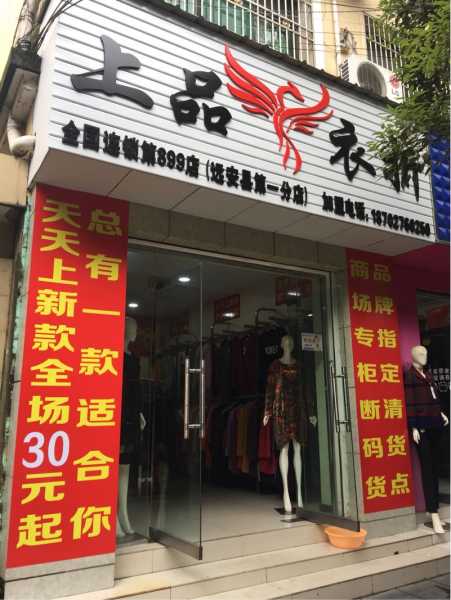 上品衣折
全国连锁第899店(远安县第一分店) 加盟电话:18702760250
总有一款适合你
天天上新款全场30元起
品牌指定清货点
商场专柜断码货